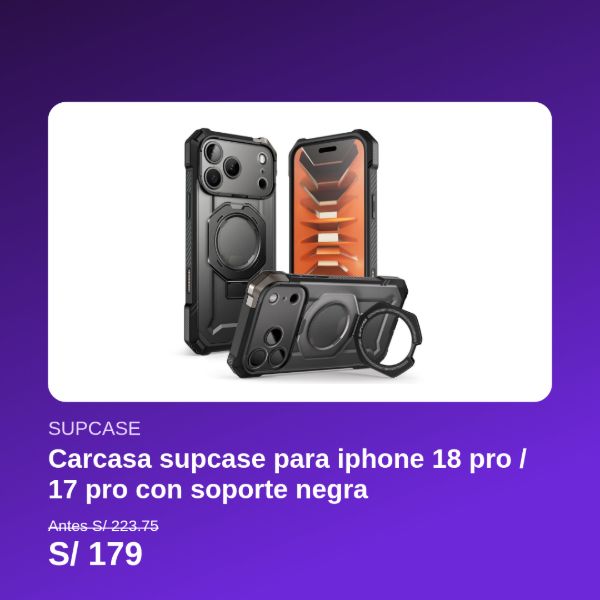 SUPCASE
Carcasa supcase para iphone 18 pro /
17 pro con soporte negra
Antes S/ 223.75
S/ 179